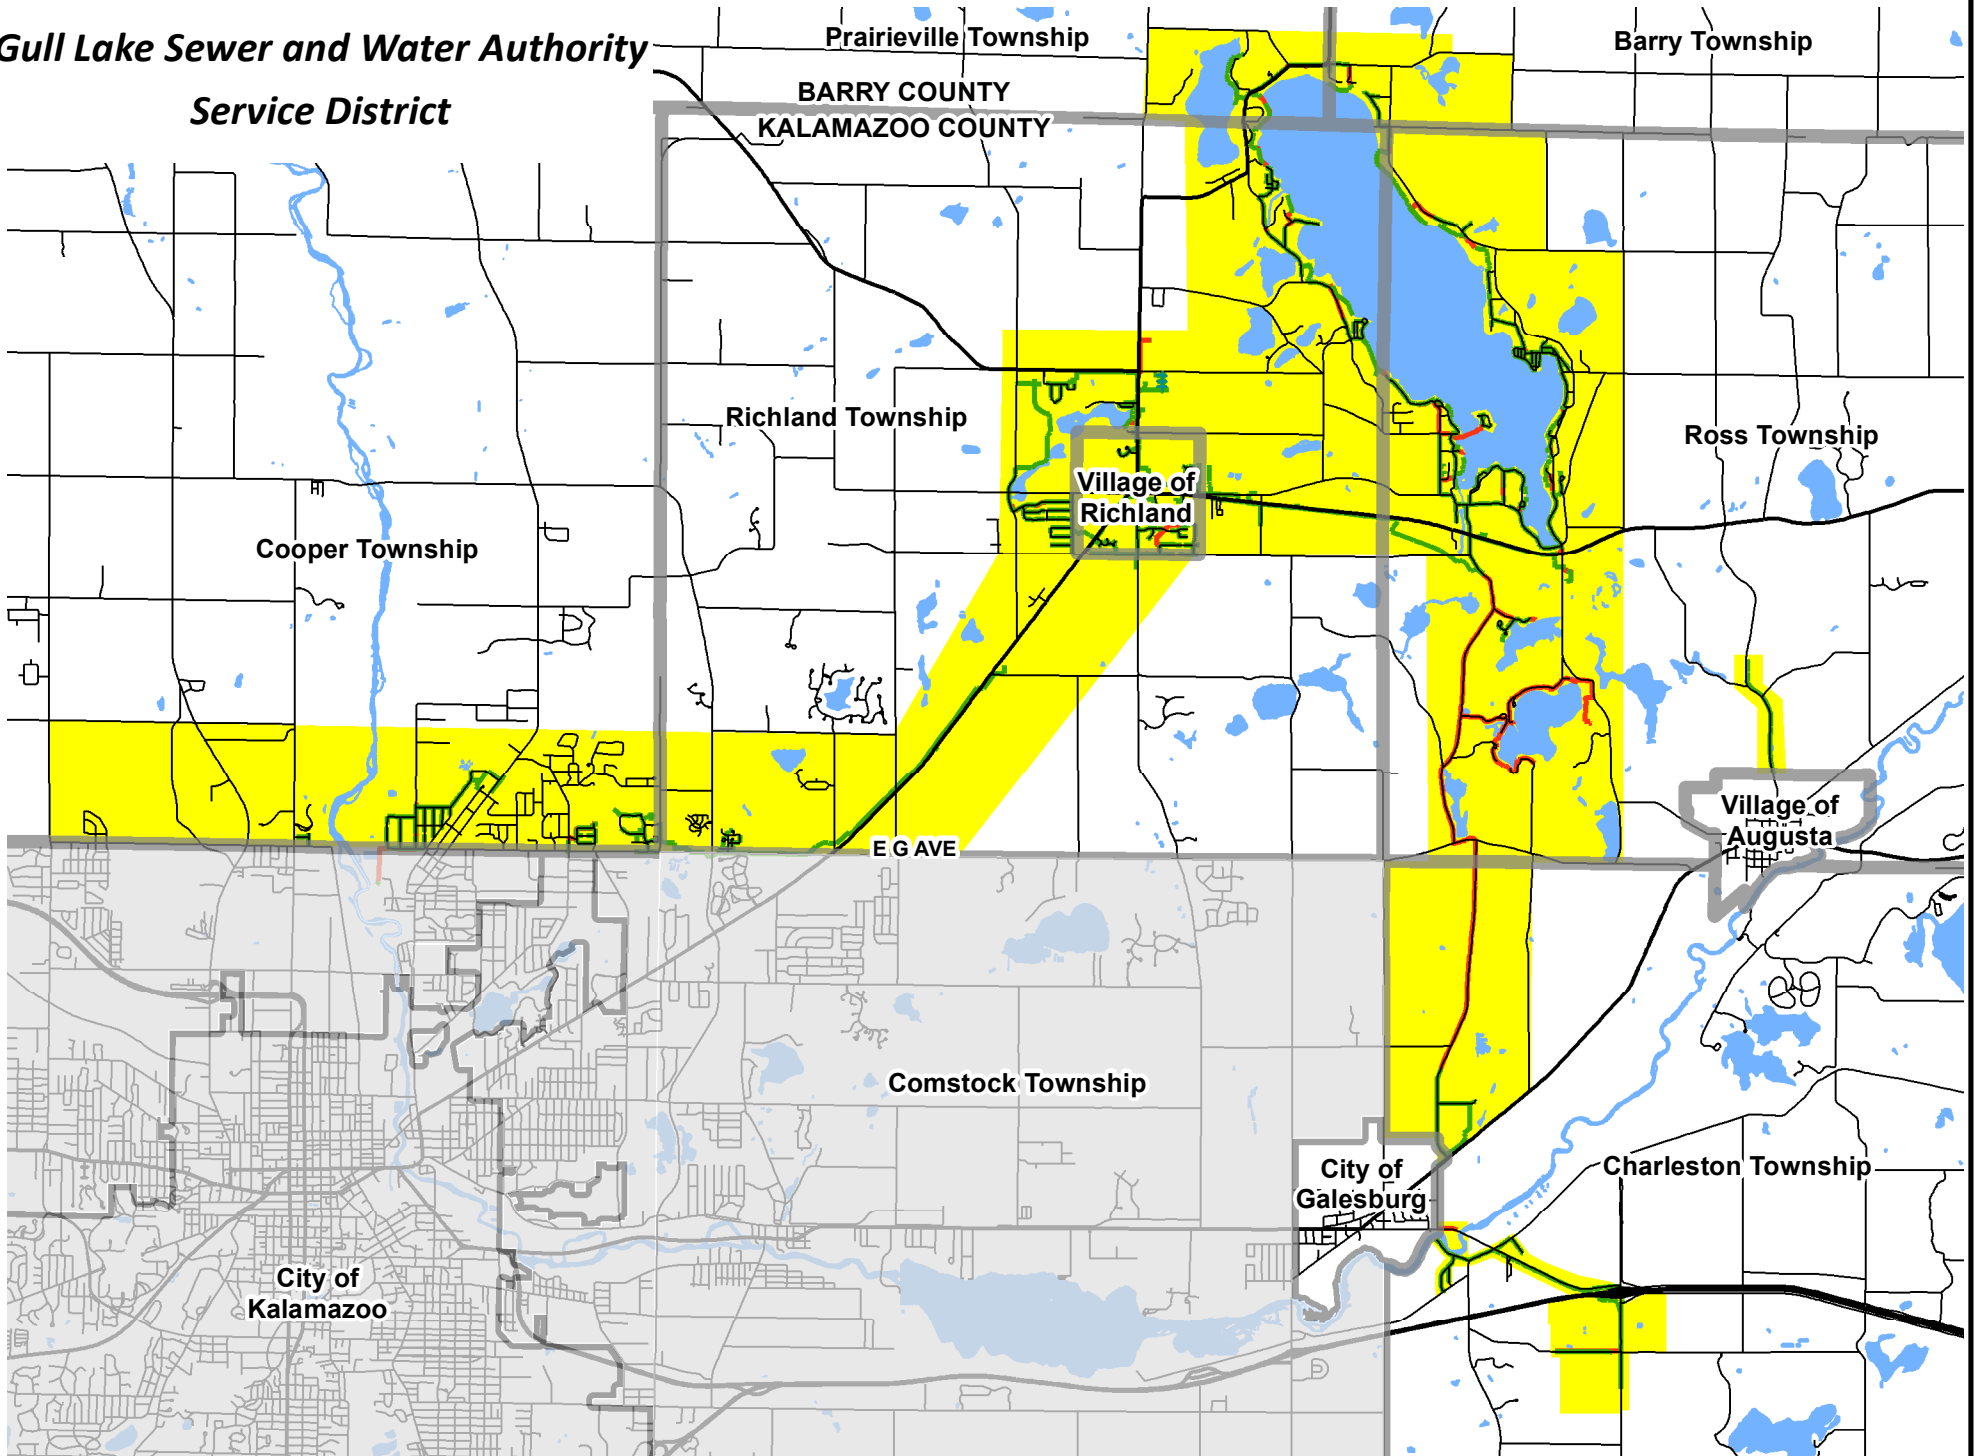 Gull Lake Sewer and Water Authority
Service District
Prairieville Township
Barry Township
BARRY COUNTY
KALAMAZOO COUNTY
Richland Township
Ross Township
Village of
Richland
Cooper Township
Village of
Augusta
E G AVE
Comstock Township
City of
Galesburg
Charleston Township
City of
Kalamazoo